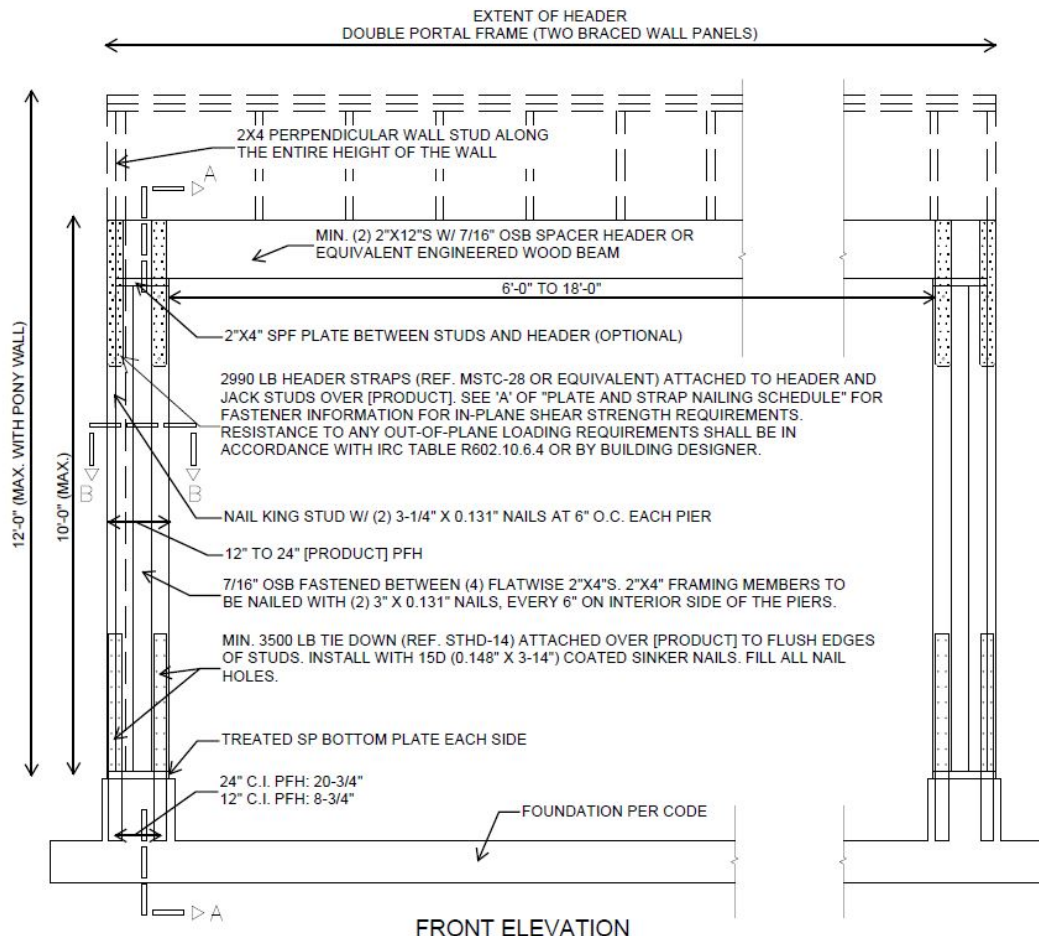 EXTENT OF HEADER
DOUBLE PORTAL FRAME (TWO BRACED WALL PANELS)
2X4 PERPENDICULAR WALL STUD ALONG
THE ENTIRE HEIGHT OF THE WALL
A
MIN. (2) 2"X12"S W/ 7/16" OSB SPACER HEADER OR
EQUIVALENT ENGINEERED WOOD BEAM
6'-0" TO 18'-0"
2"X4" SPF PLATE BETWEEN STUDS AND HEADER (OPTIONAL)
2990 LB HEADER STRAPS (REF. MSTC-28 OR EQUIVALENT) ATTACHED TO HEADER AND
JACK STUDS OVER [PRODUCT]. SEE 'A' OF "PLATE AND STRAP NAILING SCHEDULE" FOR
FASTENER INFORMATION FOR IN-PLANE SHEAR STRENGTH REQUIREMENTS.
RESISTANCE TO ANY OUT-OF-PLANE LOADING REQUIREMENTS SHALL BE IN
ACCORDANCE WITH IRC TABLE R602.10.6.4 OR BY BUILDING DESIGNER.
B
B
12'-0" (MAX. WITH PONY WALL)
10'-0" (MAX.)
NAIL KING STUD W/ (2) 3-1/4" X 0.131" NAILS AT 6" O.C. EACH PIER
12" TO 24" [PRODUCT] PFH
7/16" OSB FASTENED BETWEEN (4) FLATWISE 2"X4"S. 2"X4" FRAMING MEMBERS TO
BE NAILED WITH (2) 3" X 0.131" NAILS, EVERY 6" ON INTERIOR SIDE OF THE PIERS.
MIN. 3500 LB TIE DOWN (REF. STHD-14) ATTACHED OVER [PRODUCT] TO FLUSH EDGES
OF STUDS. INSTALL WITH 15D (0.148" X 3-14") COATED SINKER NAILS. FILL ALL NAIL
HOLES.
TREATED SP BOTTOM PLATE EACH SIDE
24" C.I. PFH: 20-3/4"
12" C.I. PFH: 8-3/4"
FOUNDATION PER CODE
A
FRONT ELEVATION